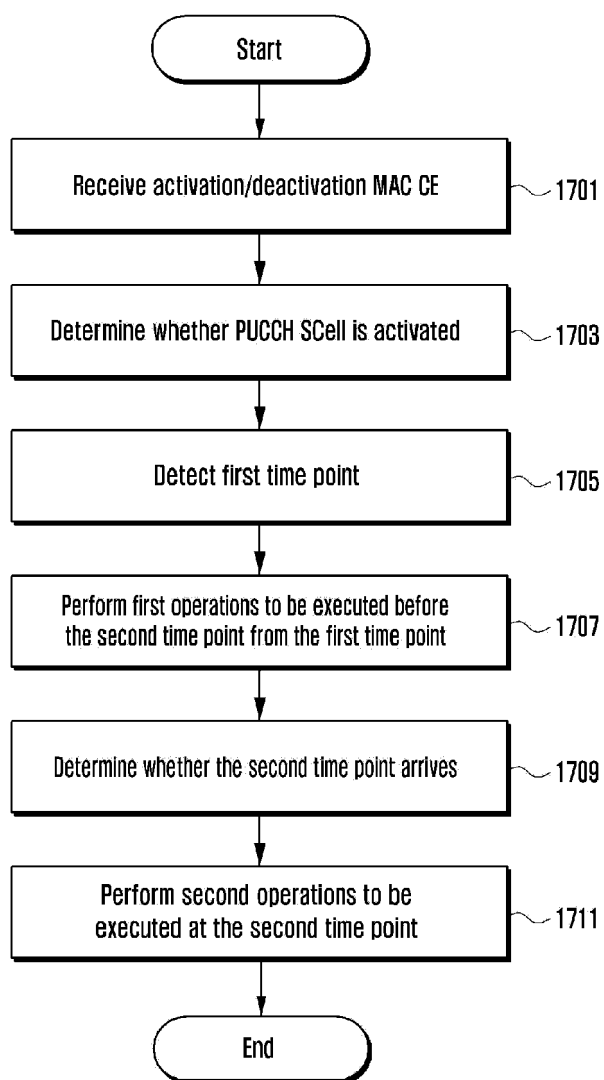 Start
Receive activation/deactivation MAC CE
1701
Determine whether PUCCH SCell is activated
1703
Detect first time point
1705
Perform first operations to be executed before
the second time point from the first time point
1707
Determine whether the second time point arrives
1709
Perform second operations to be
executed at the second time point
1711
End